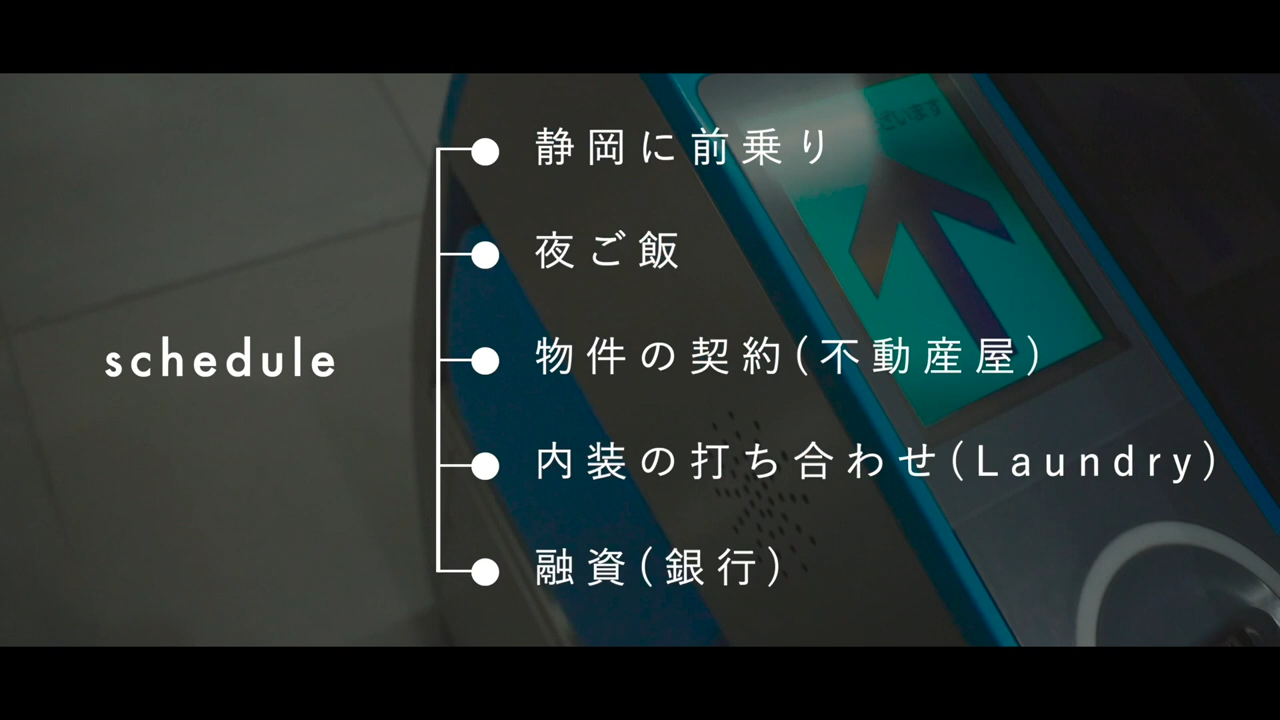 静岡に前乗り
夜ご飯
schedule
物件の契約(不動産屋)
内装の打ち合わせ(Laundry)
融資(銀行)